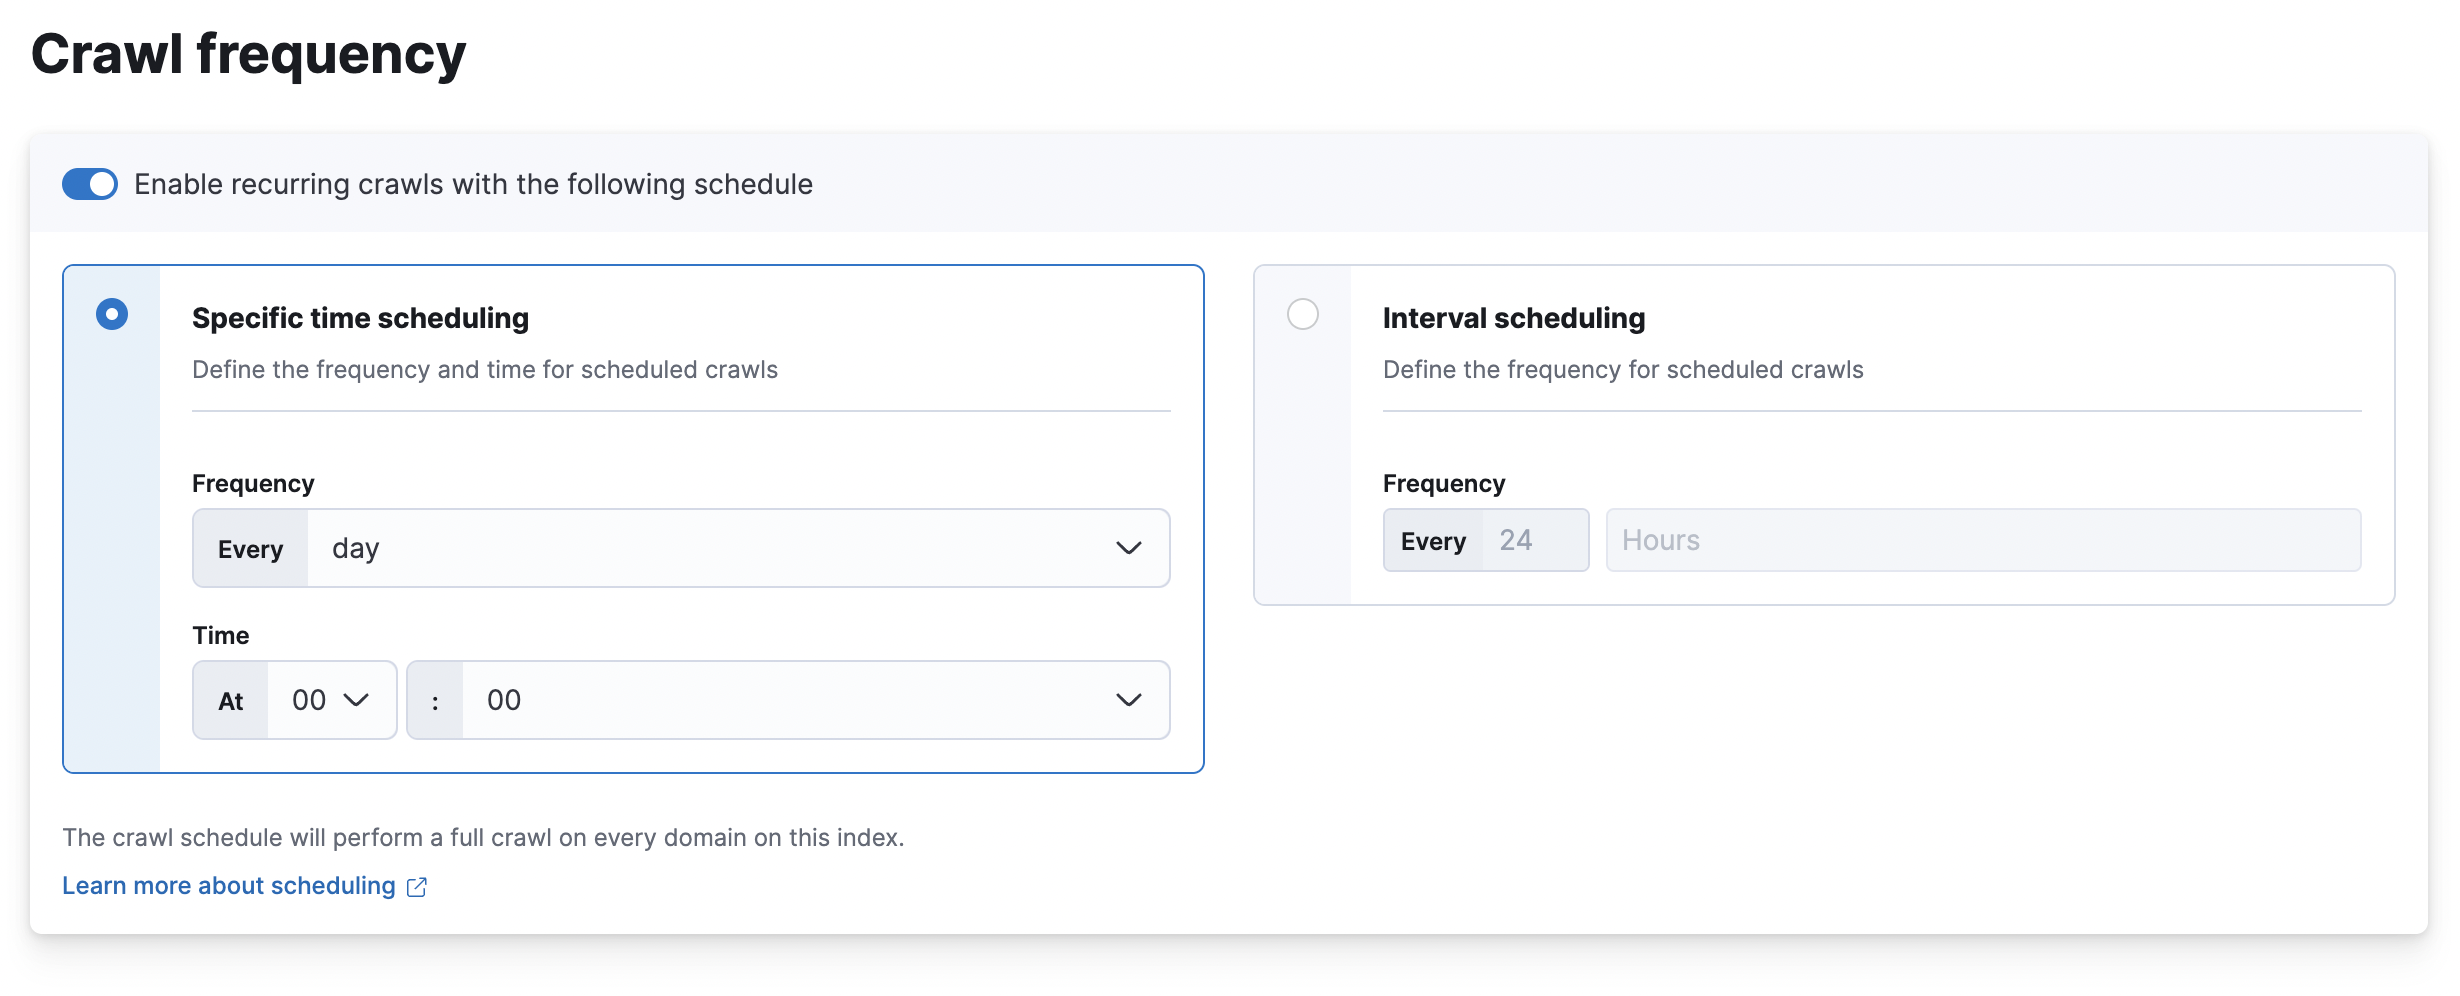 Crawl frequency
Enable recurring crawls with the following schedule
Specific time scheduling
Define the frequency and time for scheduled crawls
Frequency
Every day
Time
At 00 : 00
Interval scheduling
Define the frequency for scheduled crawls
Frequency
Every 24 Hours
The crawl schedule will perform a full crawl on every domain on this index.
Learn more about scheduling